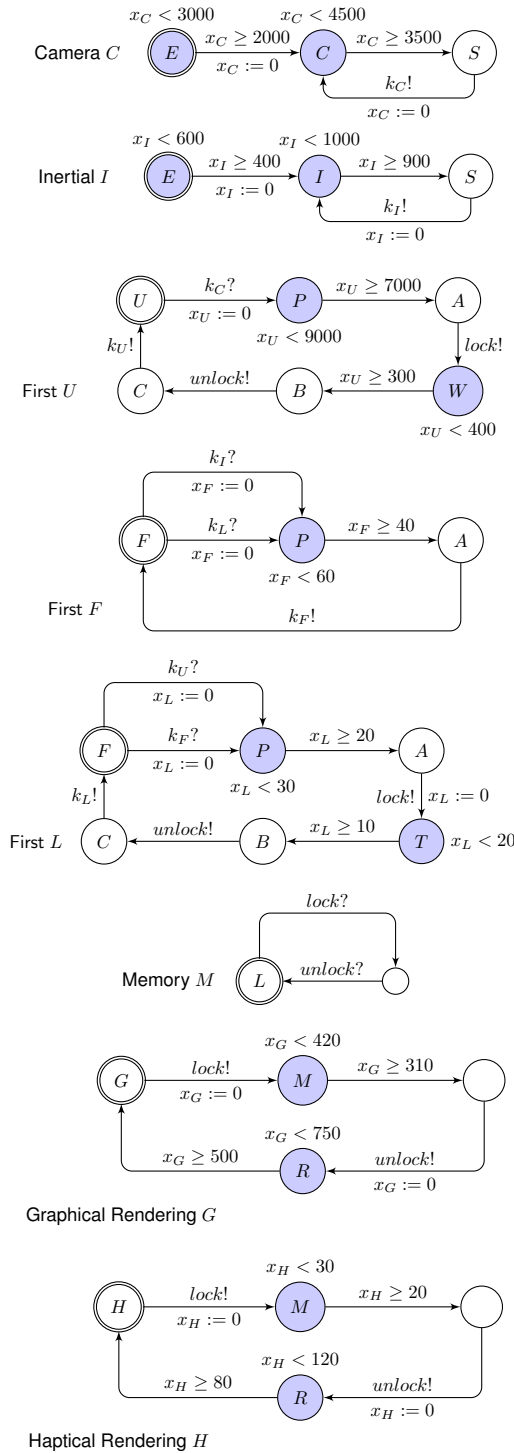 x_C < 3000 x_C < 4500
Camera C E x_C ≥ 2000 x_C := 0 C x_C ≥ 3500 S
k_C!
x_C := 0
x_I < 600 x_I < 1000
Inertial I E x_I ≥ 400 x_I := 0 I x_I ≥ 900 S
k_I!
x_I := 0
U k_C? x_U := 0 P x_U ≥ 7000 A
x_U < 9000
k_U! lock!
First U C unlock! B x_U ≥ 300 W
x_U < 400
k_I?
x_F := 0
F k_L? x_F := 0 P x_F ≥ 40 A
x_F < 60
First F k_F!
k_U?
x_L := 0
F k_F? x_L := 0 P x_L ≥ 20 A
x_L < 30
k_L! lock! x_L := 0
First L C unlock! B x_L ≥ 10 T x_L < 20
lock?
Memory M L unlock?
x_G < 420
G lock! x_G := 0 M x_G ≥ 310
x_G < 750
x_G ≥ 500 R unlock! x_G := 0
Graphical Rendering G
x_H < 30
H lock! x_H := 0 M x_H ≥ 20
x_H < 120
x_H ≥ 80 R unlock! x_H := 0
Haptical Rendering H